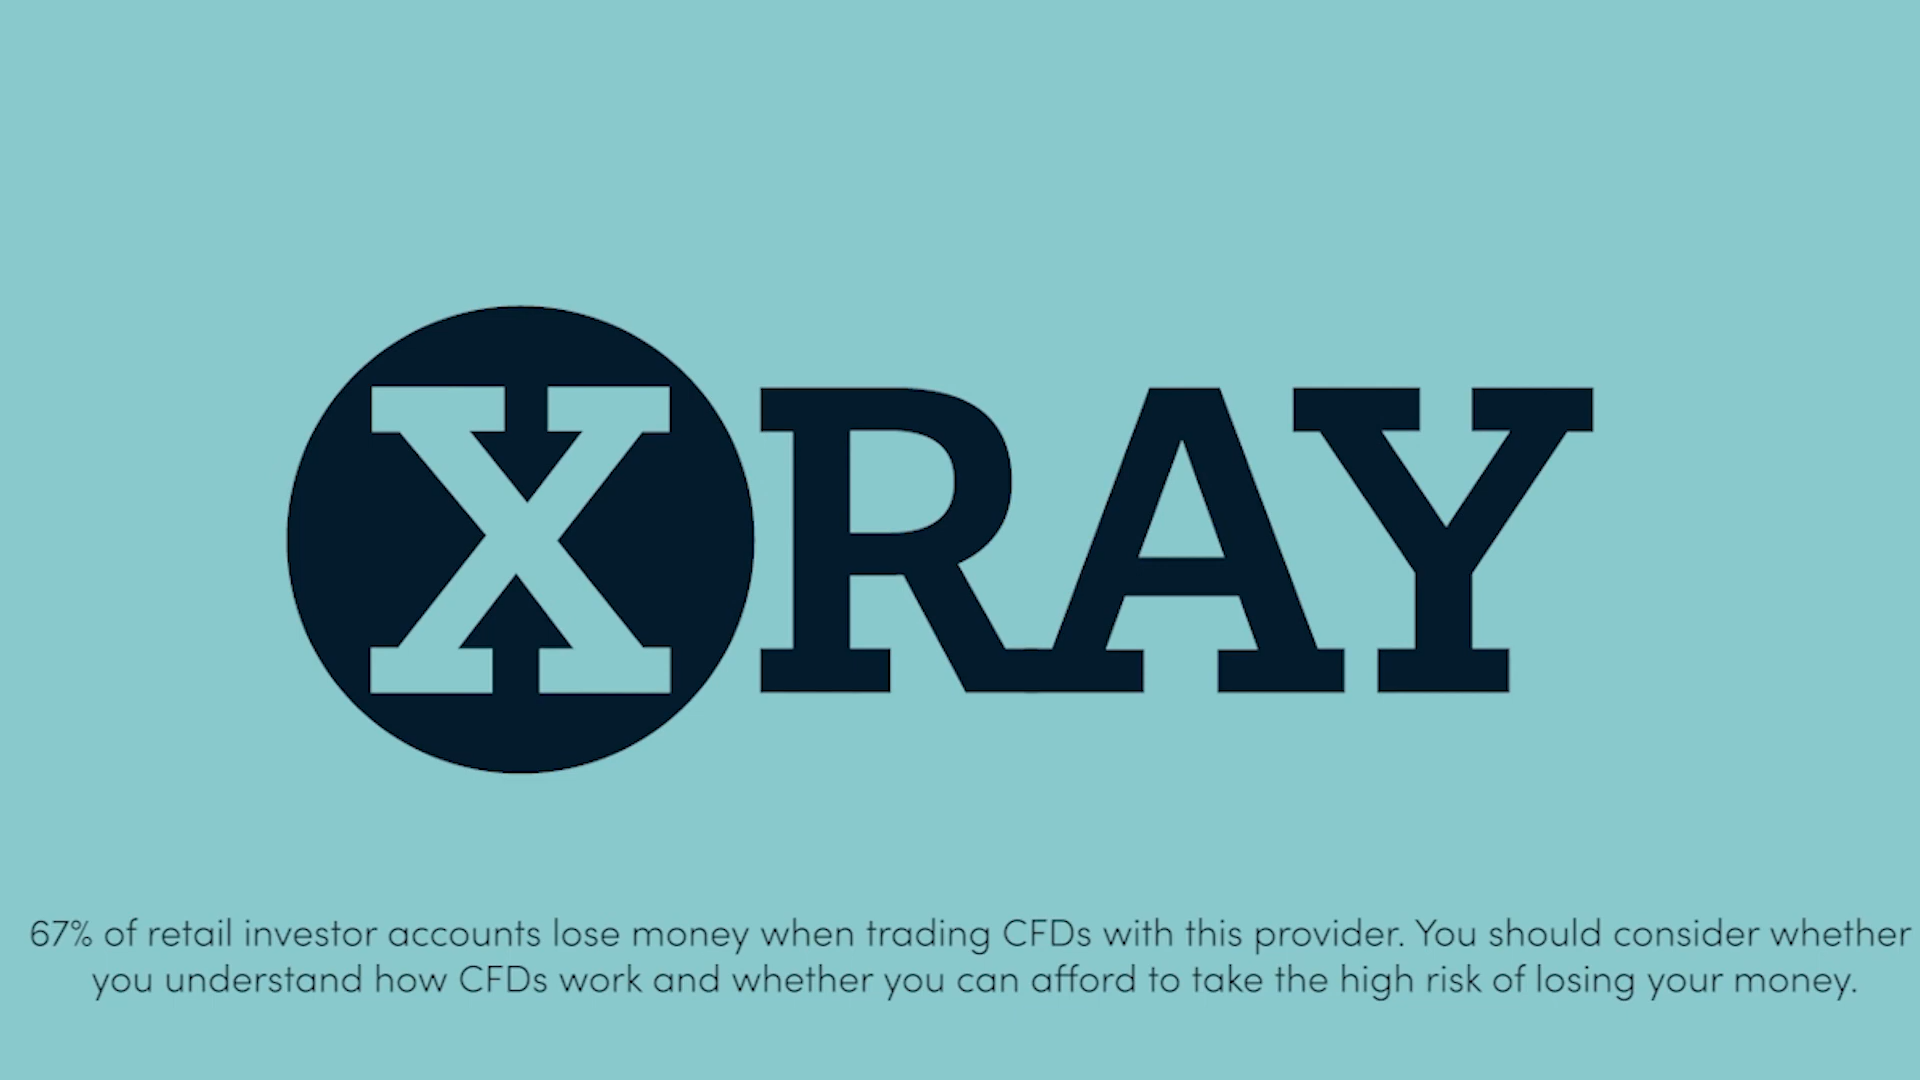 XRAY
67% of retail investor accounts lose money when trading CFDs with this provider. You should consider whether
you understand how CFDs work and whether you can afford to take the high risk of losing your money.